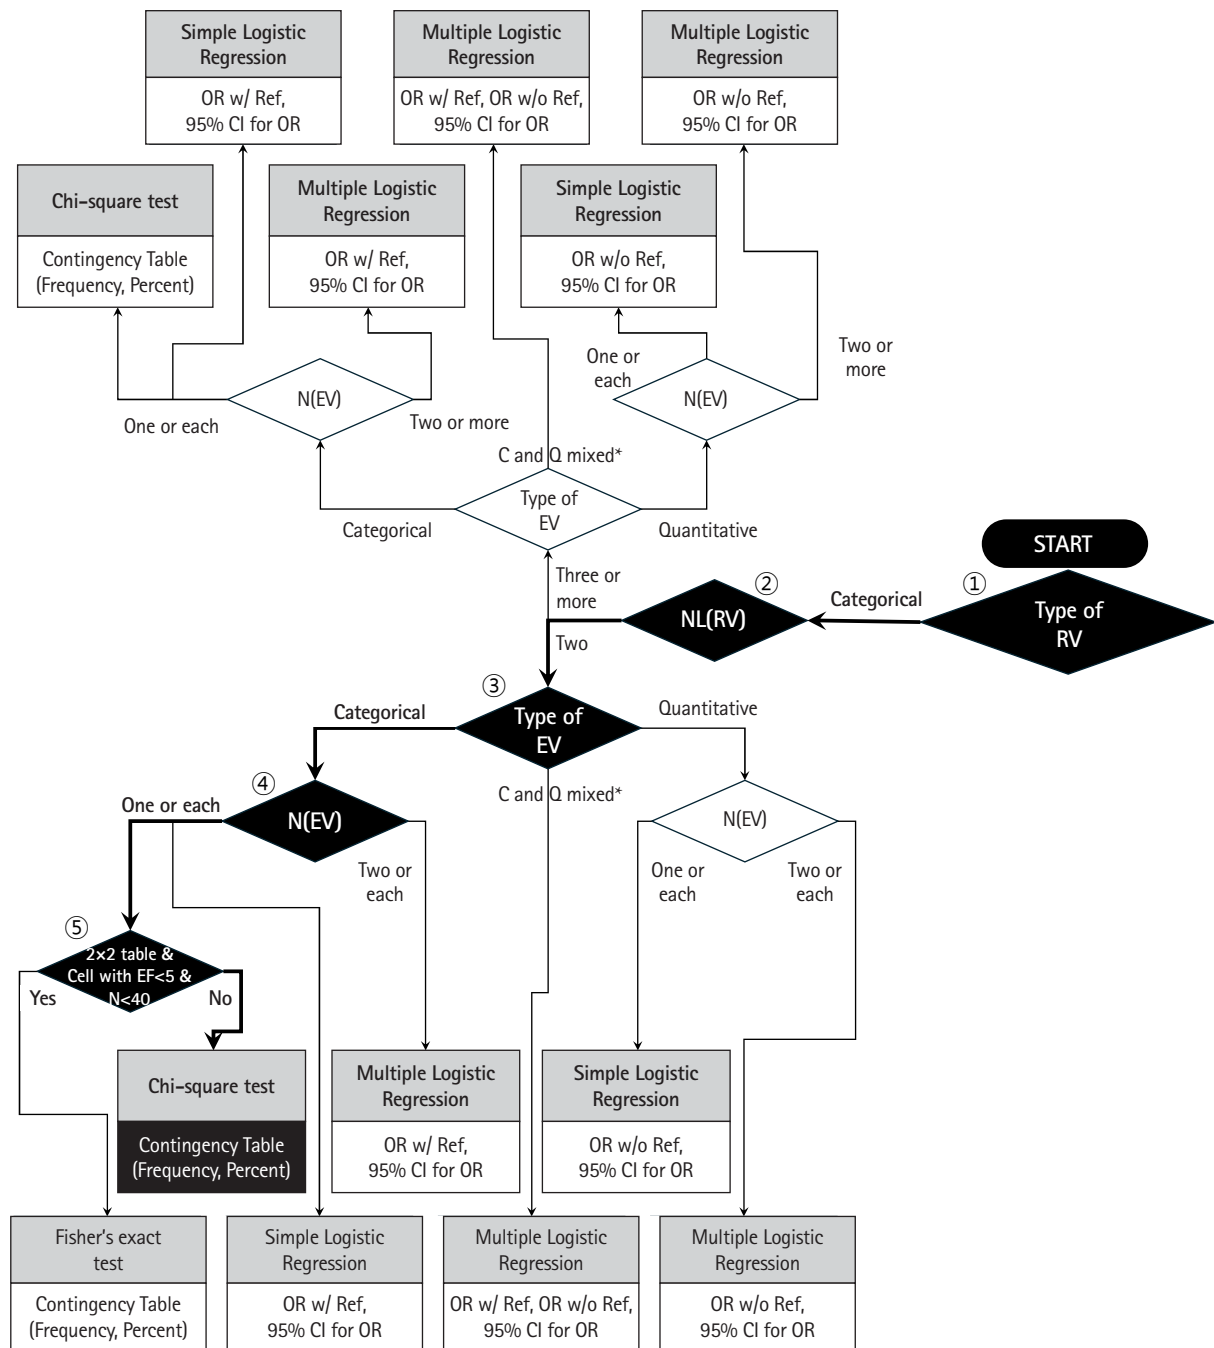 Simple Logistic
Regression
OR w/ Ref,
95% CI for OR
Multiple Logistic
Regression
OR w/ Ref, OR w/o Ref,
95% CI for OR
Multiple Logistic
Regression
OR w/o Ref,
95% CI for OR
Chi-square test
Contingency Table
(Frequency, Percent)
Multiple Logistic
Regression
OR w/ Ref,
95% CI for OR
Simple Logistic
Regression
OR w/o Ref,
95% CI for OR
N(EV)
One or each
Two or more
One or
each
N(EV)
Two or
more
C and Q mixed*
Type of
EV
Categorical
Quantitative
START
①
Type of
RV
Categorical
②
NL(RV)
Three or
more
Two
③
Type of
EV
Categorical
Quantitative
C and Q mixed*
④
N(EV)
One or each
Two or
each
N(EV)
One or
each
Two or
each
⑤
2×2 table &
Cell with EF<5 &
N<40
Yes
No
Chi-square test
Contingency Table
(Frequency, Percent)
Multiple Logistic
Regression
OR w/ Ref,
95% CI for OR
Simple Logistic
Regression
OR w/o Ref,
95% CI for OR
Fisher's exact
test
Contingency Table
(Frequency, Percent)
Simple Logistic
Regression
OR w/ Ref,
95% CI for OR
Multiple Logistic
Regression
OR w/ Ref, OR w/o Ref,
95% CI for OR
Multiple Logistic
Regression
OR w/o Ref,
95% CI for OR